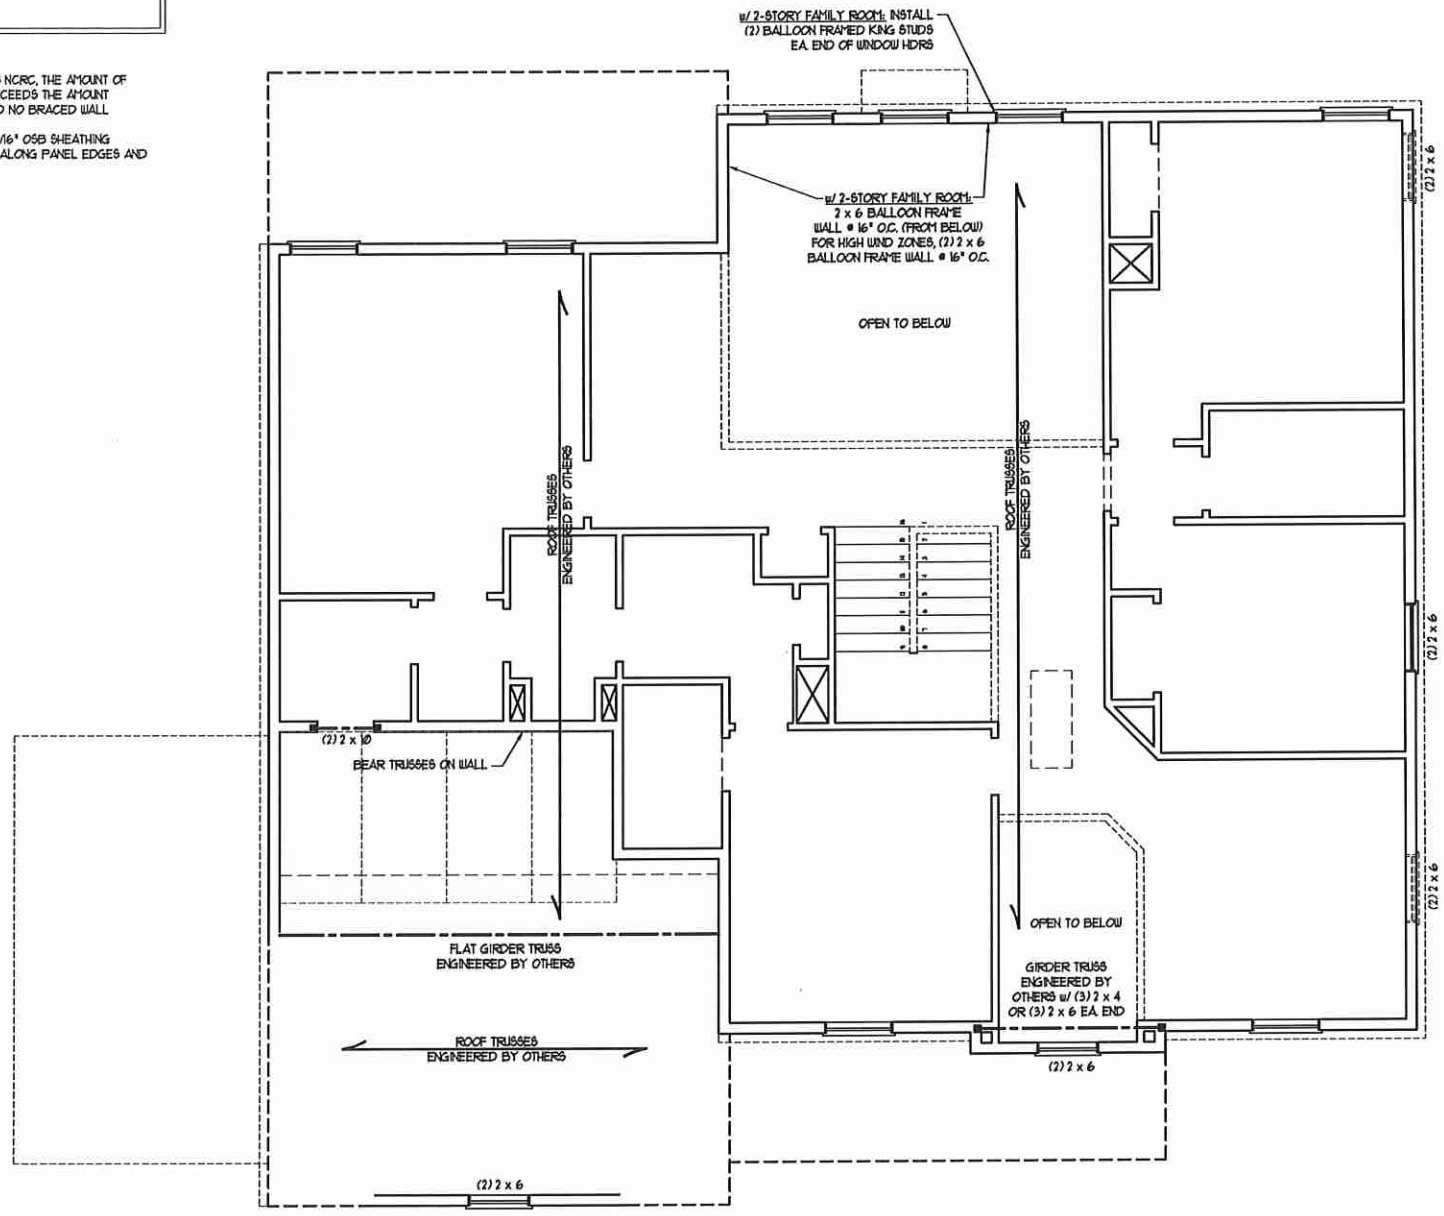 w/ 2-STORY FAMILY ROOM: INSTALL
(2) BALLOON FRAMED KING STUDS
EA. END OF WINDOW HDRS
NCRC, THE AMOUNT OF
CEEDS THE AMOUNT
NO BRACED WALL
/16" OSB SHEATHING
ALONG PANEL EDGES AND
(2) 2 x 6
w/ 2-STORY FAMILY ROOM:
2 x 6 BALLOON FRAME
WALL @ 16" O.C. (FROM BELOW)
FOR HIGH WIND ZONES, (2) 2 x 6
BALLOON FRAME WALL @ 16" O.C.
OPEN TO BELOW
ROOF TRUSSES
ENGINEERED BY OTHERS
ROOF TRUSSES
ENGINEERED BY OTHERS
(2) 2 x 6
(2) 2 x 10
BEAR TRUSSES ON WALL
(2) 2 x 6
OPEN TO BELOW
FLAT GIRDER TRUSS
ENGINEERED BY OTHERS
GIRDER TRUSS
ENGINEERED BY
OTHERS w/ (3) 2 x 4
OR (3) 2 x 6 EA. END
ROOF TRUSSES
ENGINEERED BY OTHERS
(2) 2 x 6
(2) 2 x 6